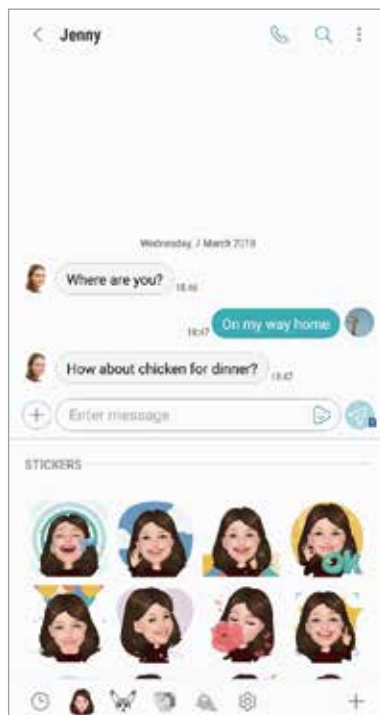 Jenny
Wednesday, 7 March 2018
Where are you?
18:46
18:47 On my way home
How about chicken for dinner?
18:47
Enter message
STICKERS
OK